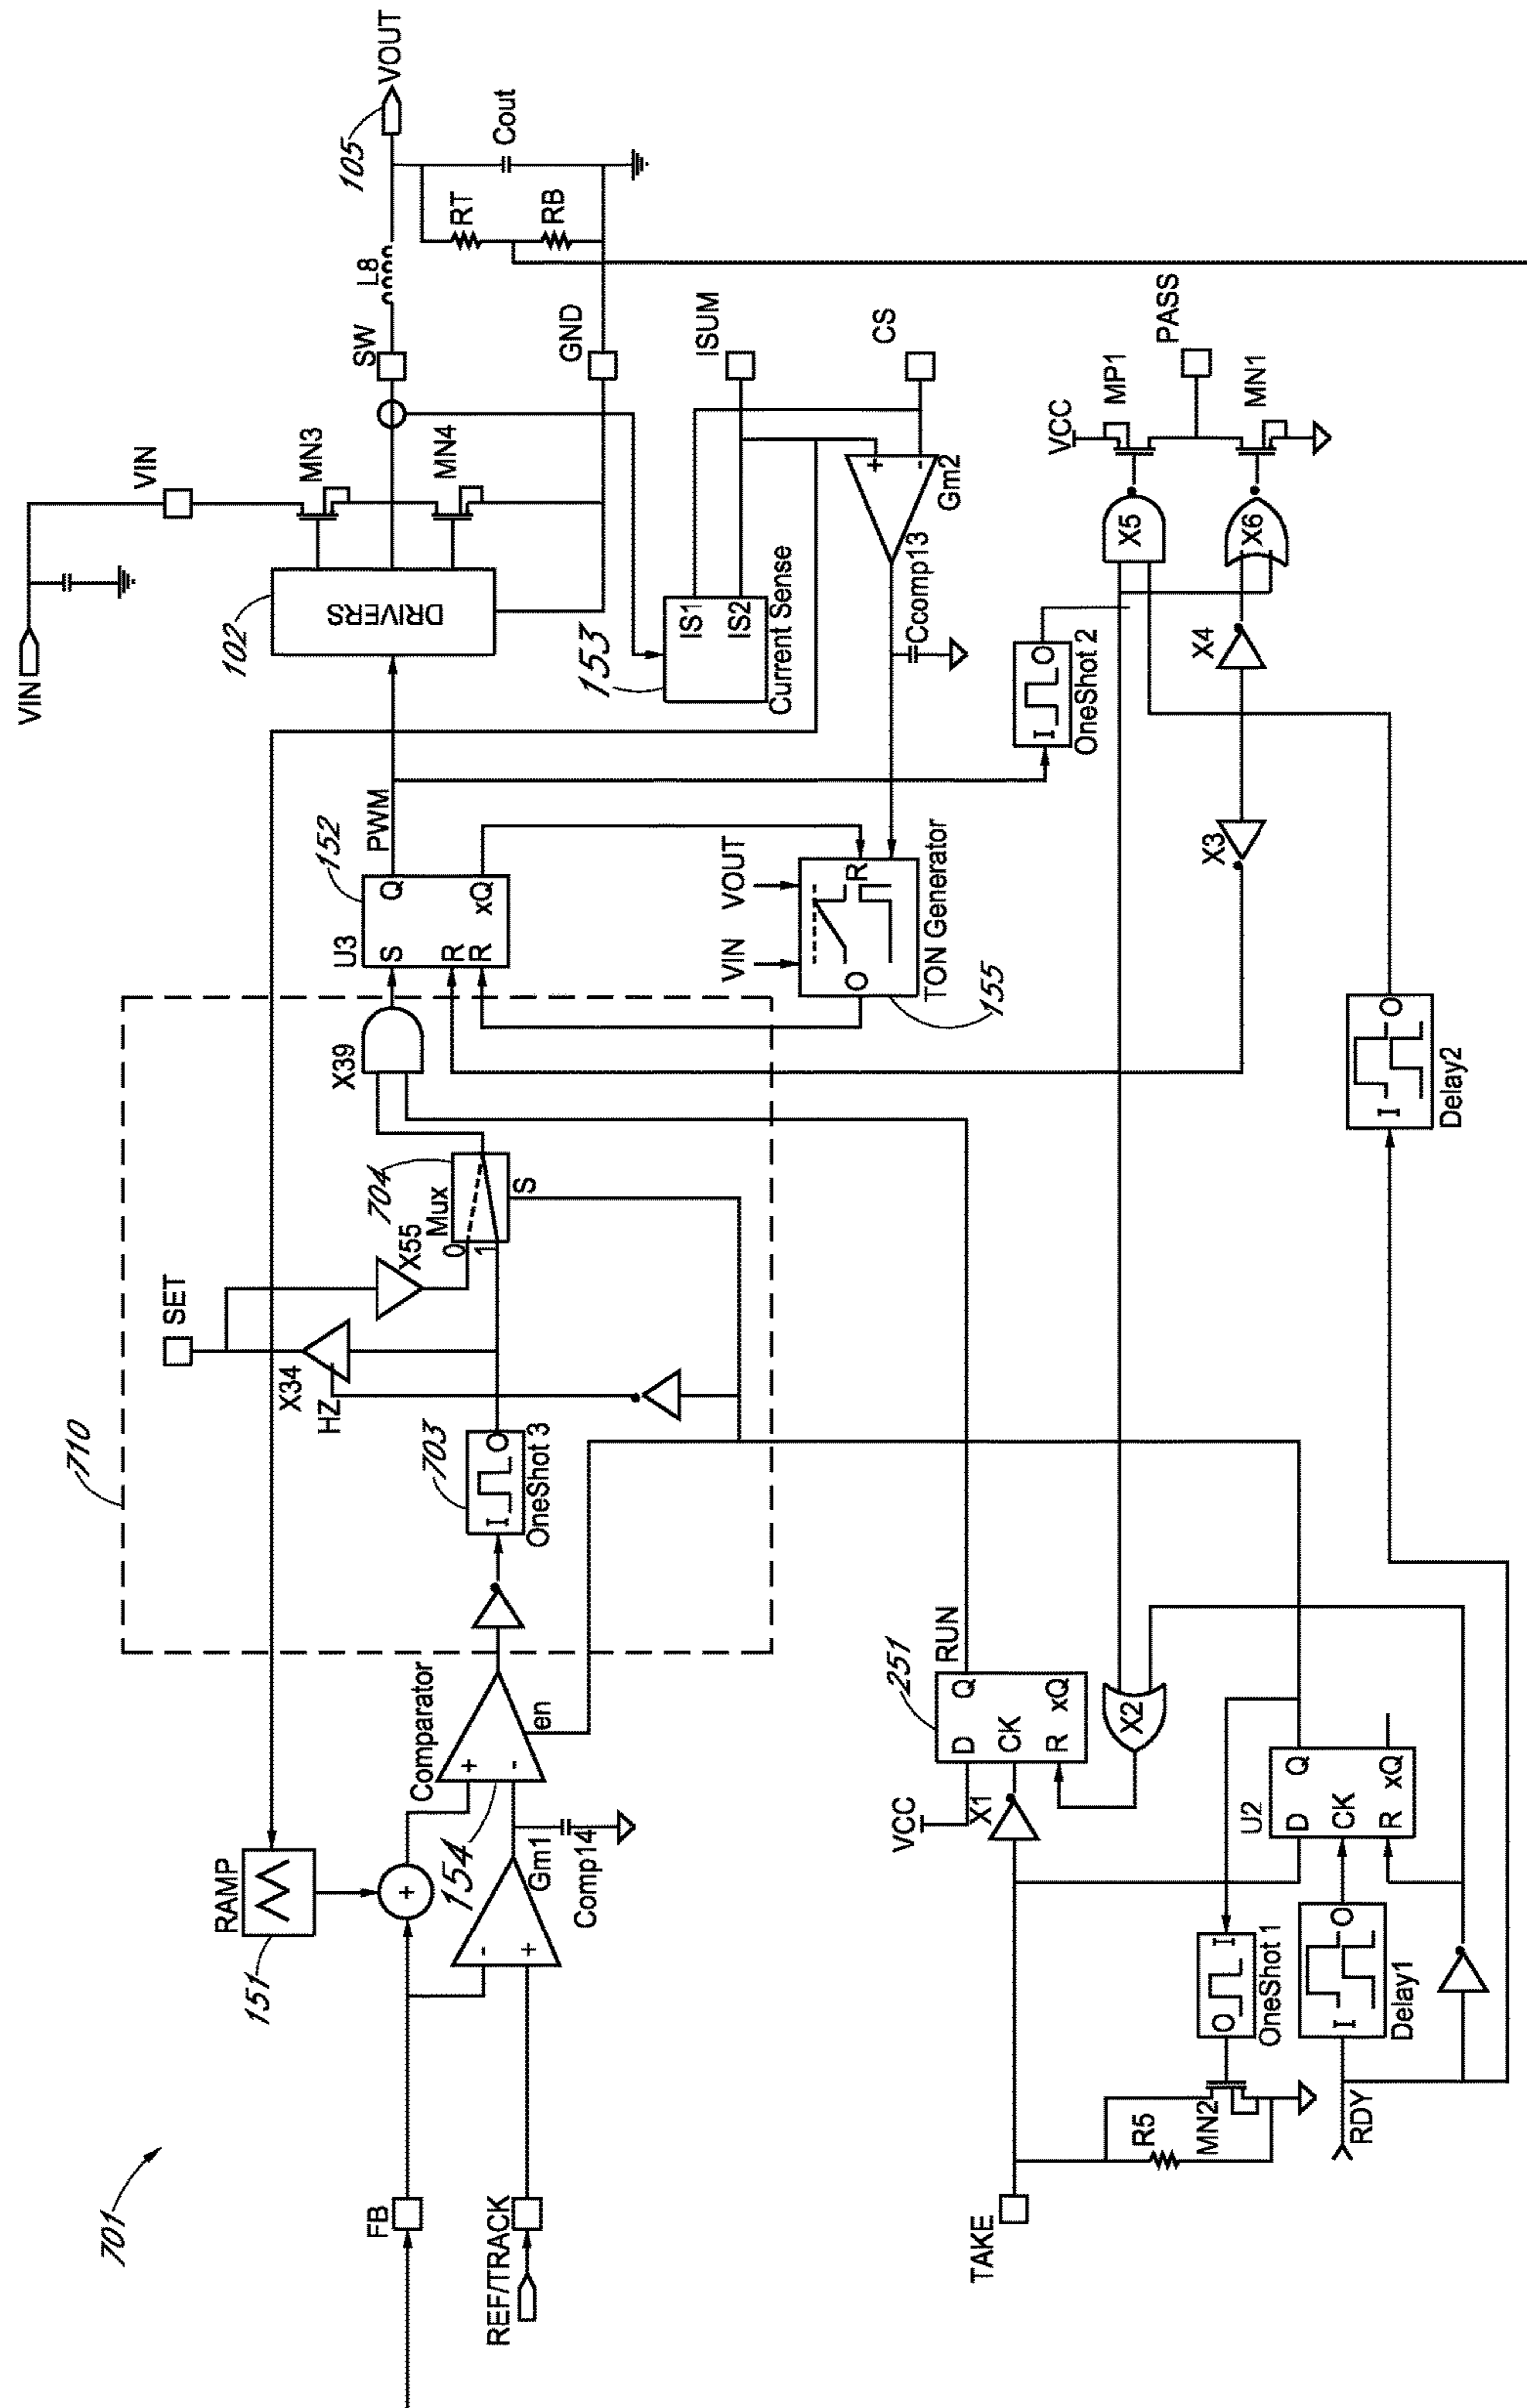 701
FB
REF/TRACK
RAMP
151
+
-
+
Gm1
Comp14
154
Comparator
+
-
en
710
I
O
OneShot 3
703
SET
X34
HZ
X55
0
1
Mux
S
704
X39
U3
S
R
R
Q
xQ
152
PWM
VIN
VOUT
O
R
TON Generator
155
VIN
102
DRIVERS
VIN
MN3
MN4
SW
GND
L8
105
VOUT
Cout
RT
RB
153
IS1
IS2
Current Sense
ISUM
CS
+
-
Gm2
Ccomp13
I
O
OneShot 2
TAKE
R5
MN2
O
I
OneShot 1
RDY
I
O
Delay1
VCC
X1
D
CK
R
Q
xQ
RUN
251
X2
U2
D
CK
R
Q
xQ
I
O
Delay2
X3
X4
X5
X6
VCC
MP1
MN1
PASS